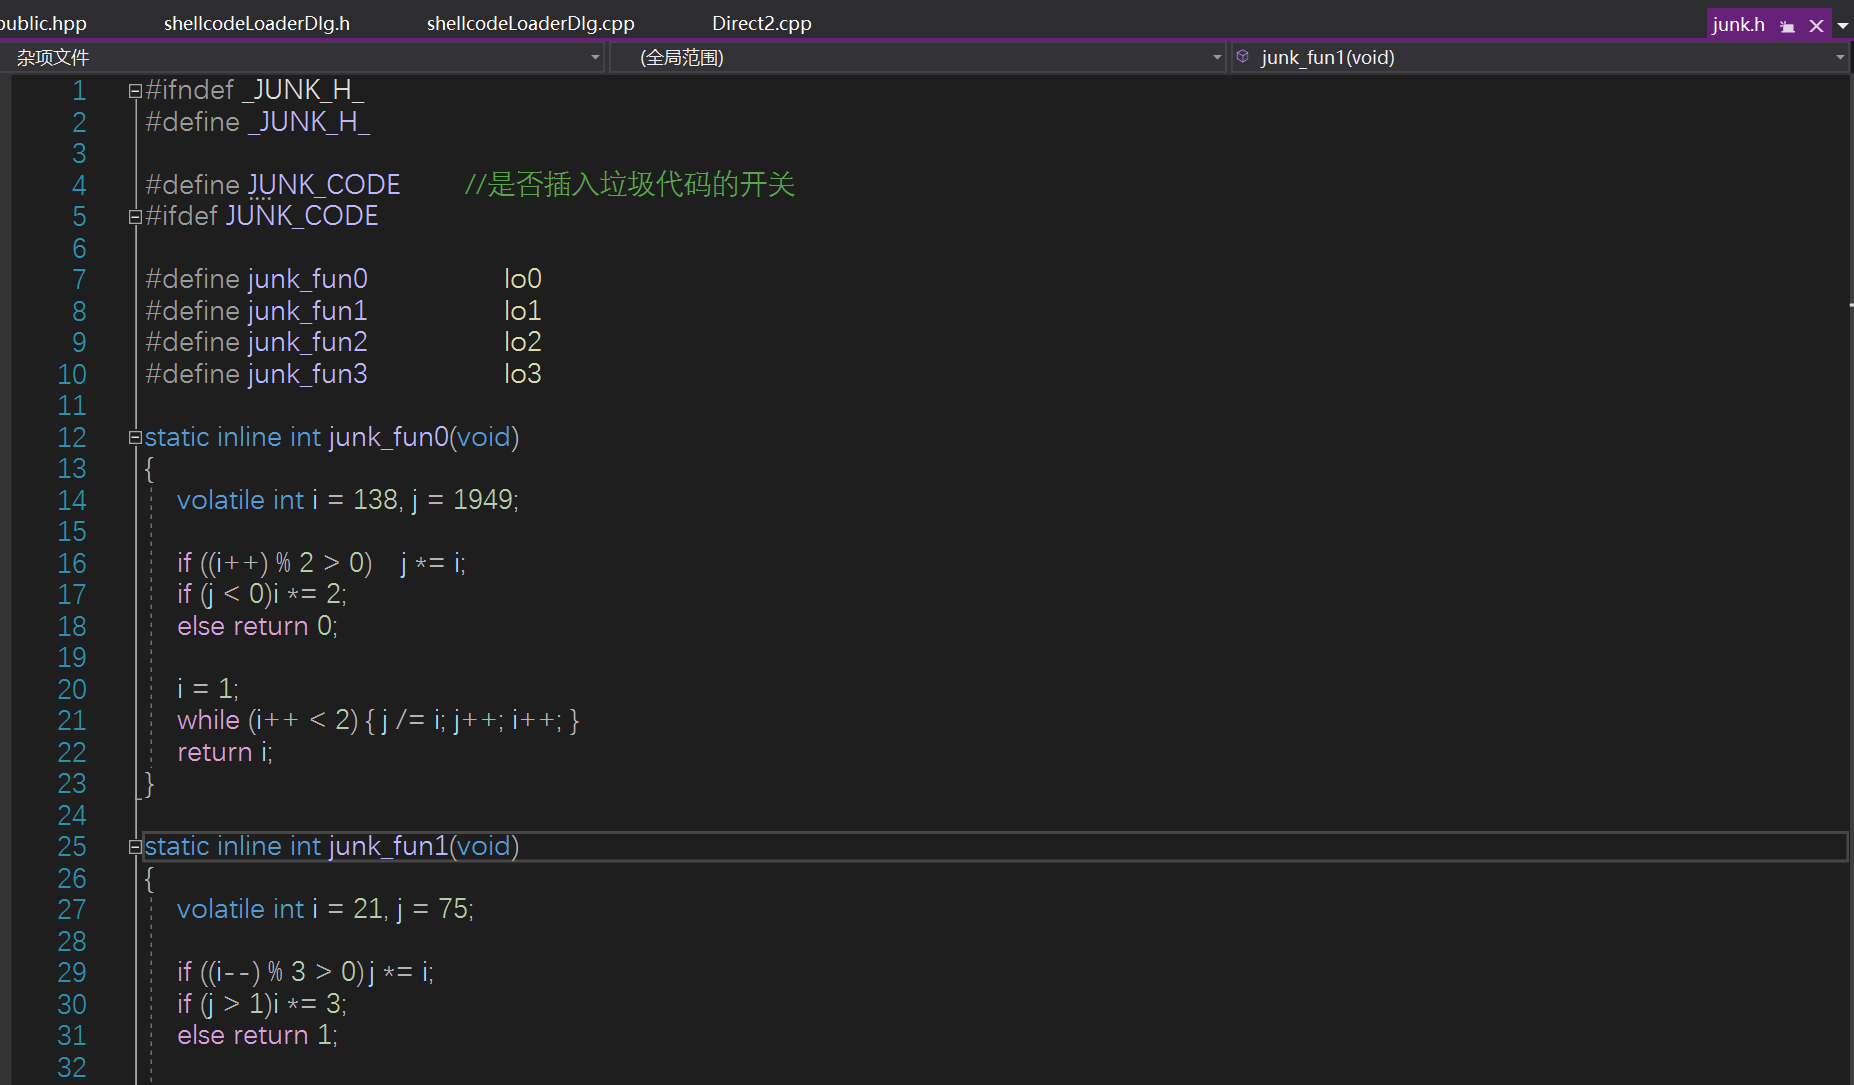 public.hpp shellcodeLoaderDlg.h shellcodeLoaderDlg.cpp Direct2.cpp junk.h
杂项文件 (全局范围) junk_fun1(void)
1 #ifndef _JUNK_H_
2 #define _JUNK_H_
3
4 #define JUNK_CODE //是否插入垃圾代码的开关
5 #ifdef JUNK_CODE
6
7 #define junk_fun0 lo0
8 #define junk_fun1 lo1
9 #define junk_fun2 lo2
10 #define junk_fun3 lo3
11
12 static inline int junk_fun0(void)
13 {
14 volatile int i = 138, j = 1949;
15
16 if ((i++) % 2 > 0) j *= i;
17 if (j < 0)i *= 2;
18 else return 0;
19
20 i = 1;
21 while (i++ < 2) { j /= i; j++; i++; }
22 return i;
23 }
24
25 static inline int junk_fun1(void)
26 {
27 volatile int i = 21, j = 75;
28
29 if ((i--) % 3 > 0)j *= i;
30 if (j > 1)i *= 3;
31 else return 1;
32